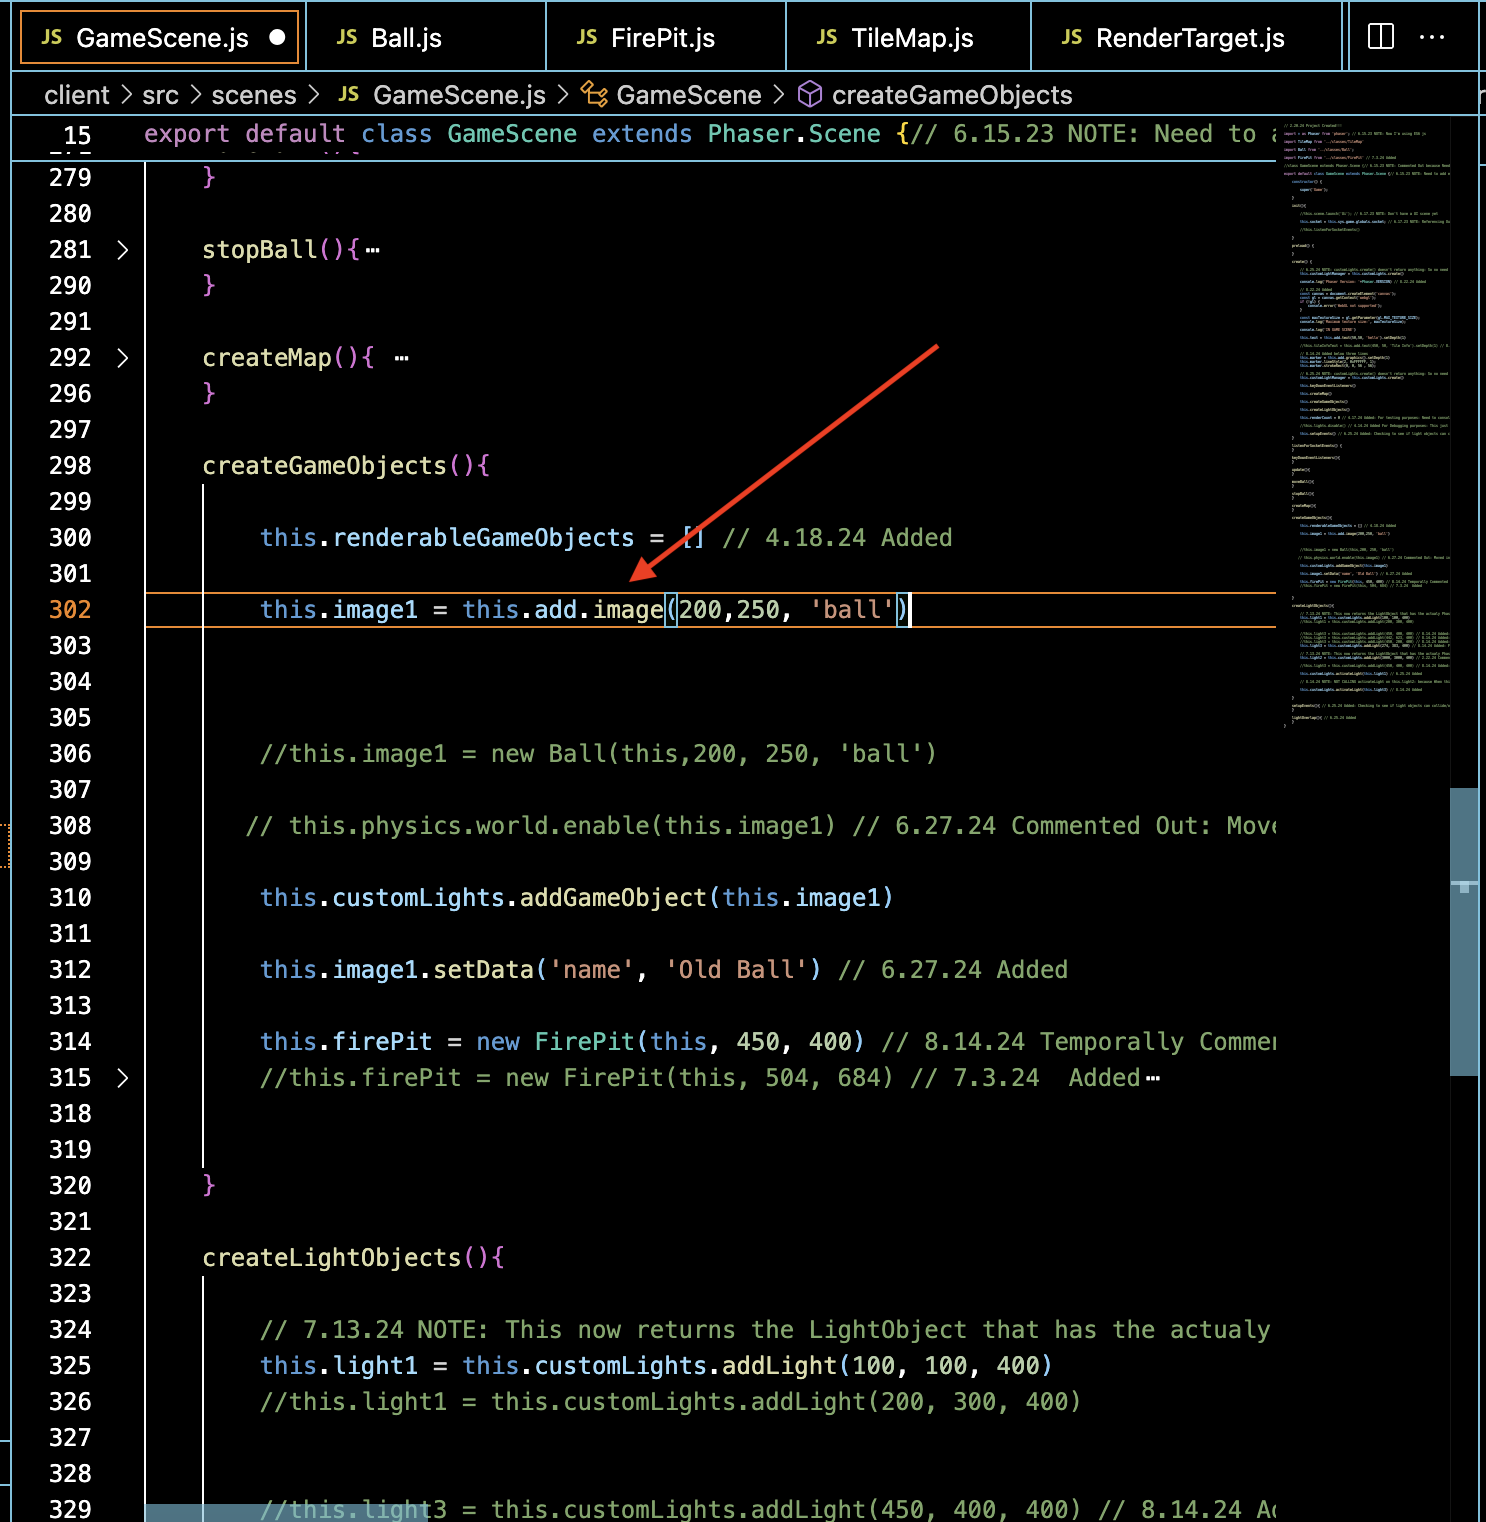 JS GameScene.js JS Ball.js JS FirePit.js JS TileMap.js JS RenderTarget.js ...
client > src > scenes > JS GameScene.js > GameScene > createGameObjects
15 export default class GameScene extends Phaser.Scene {// 6.15.23 NOTE: Need to
279 }
280
281 > stopBall(){…
290 }
291
292 > createMap(){ …
296 }
297
298 createGameObjects(){
299
300 this.renderableGameObjects = [] // 4.18.24 Added
301
302 this.image1 = this.add.image(200,250, 'ball')
303
304
305
306 //this.image1 = new Ball(this,200, 250, 'ball')
307
308 // this.physics.world.enable(this.image1) // 6.27.24 Commented Out: Move
309
310 this.customLights.addGameObject(this.image1)
311
312 this.image1.setData('name', 'Old Ball') // 6.27.24 Added
313
314 this.firePit = new FirePit(this, 450, 400) // 8.14.24 Temporally Commen
315 > //this.firePit = new FirePit(this, 504, 684) // 7.3.24  Added…
318
319
320 }
321
322 createLightObjects(){
323
324 // 7.13.24 NOTE: This now returns the LightObject that has the actualy
325 this.light1 = this.customLights.addLight(100, 100, 400)
326 //this.light1 = this.customLights.addLight(200, 300, 400)
327
328
329 //this.light3 = this.customLights.addLight(450, 400, 400) // 8.14.24 Ad